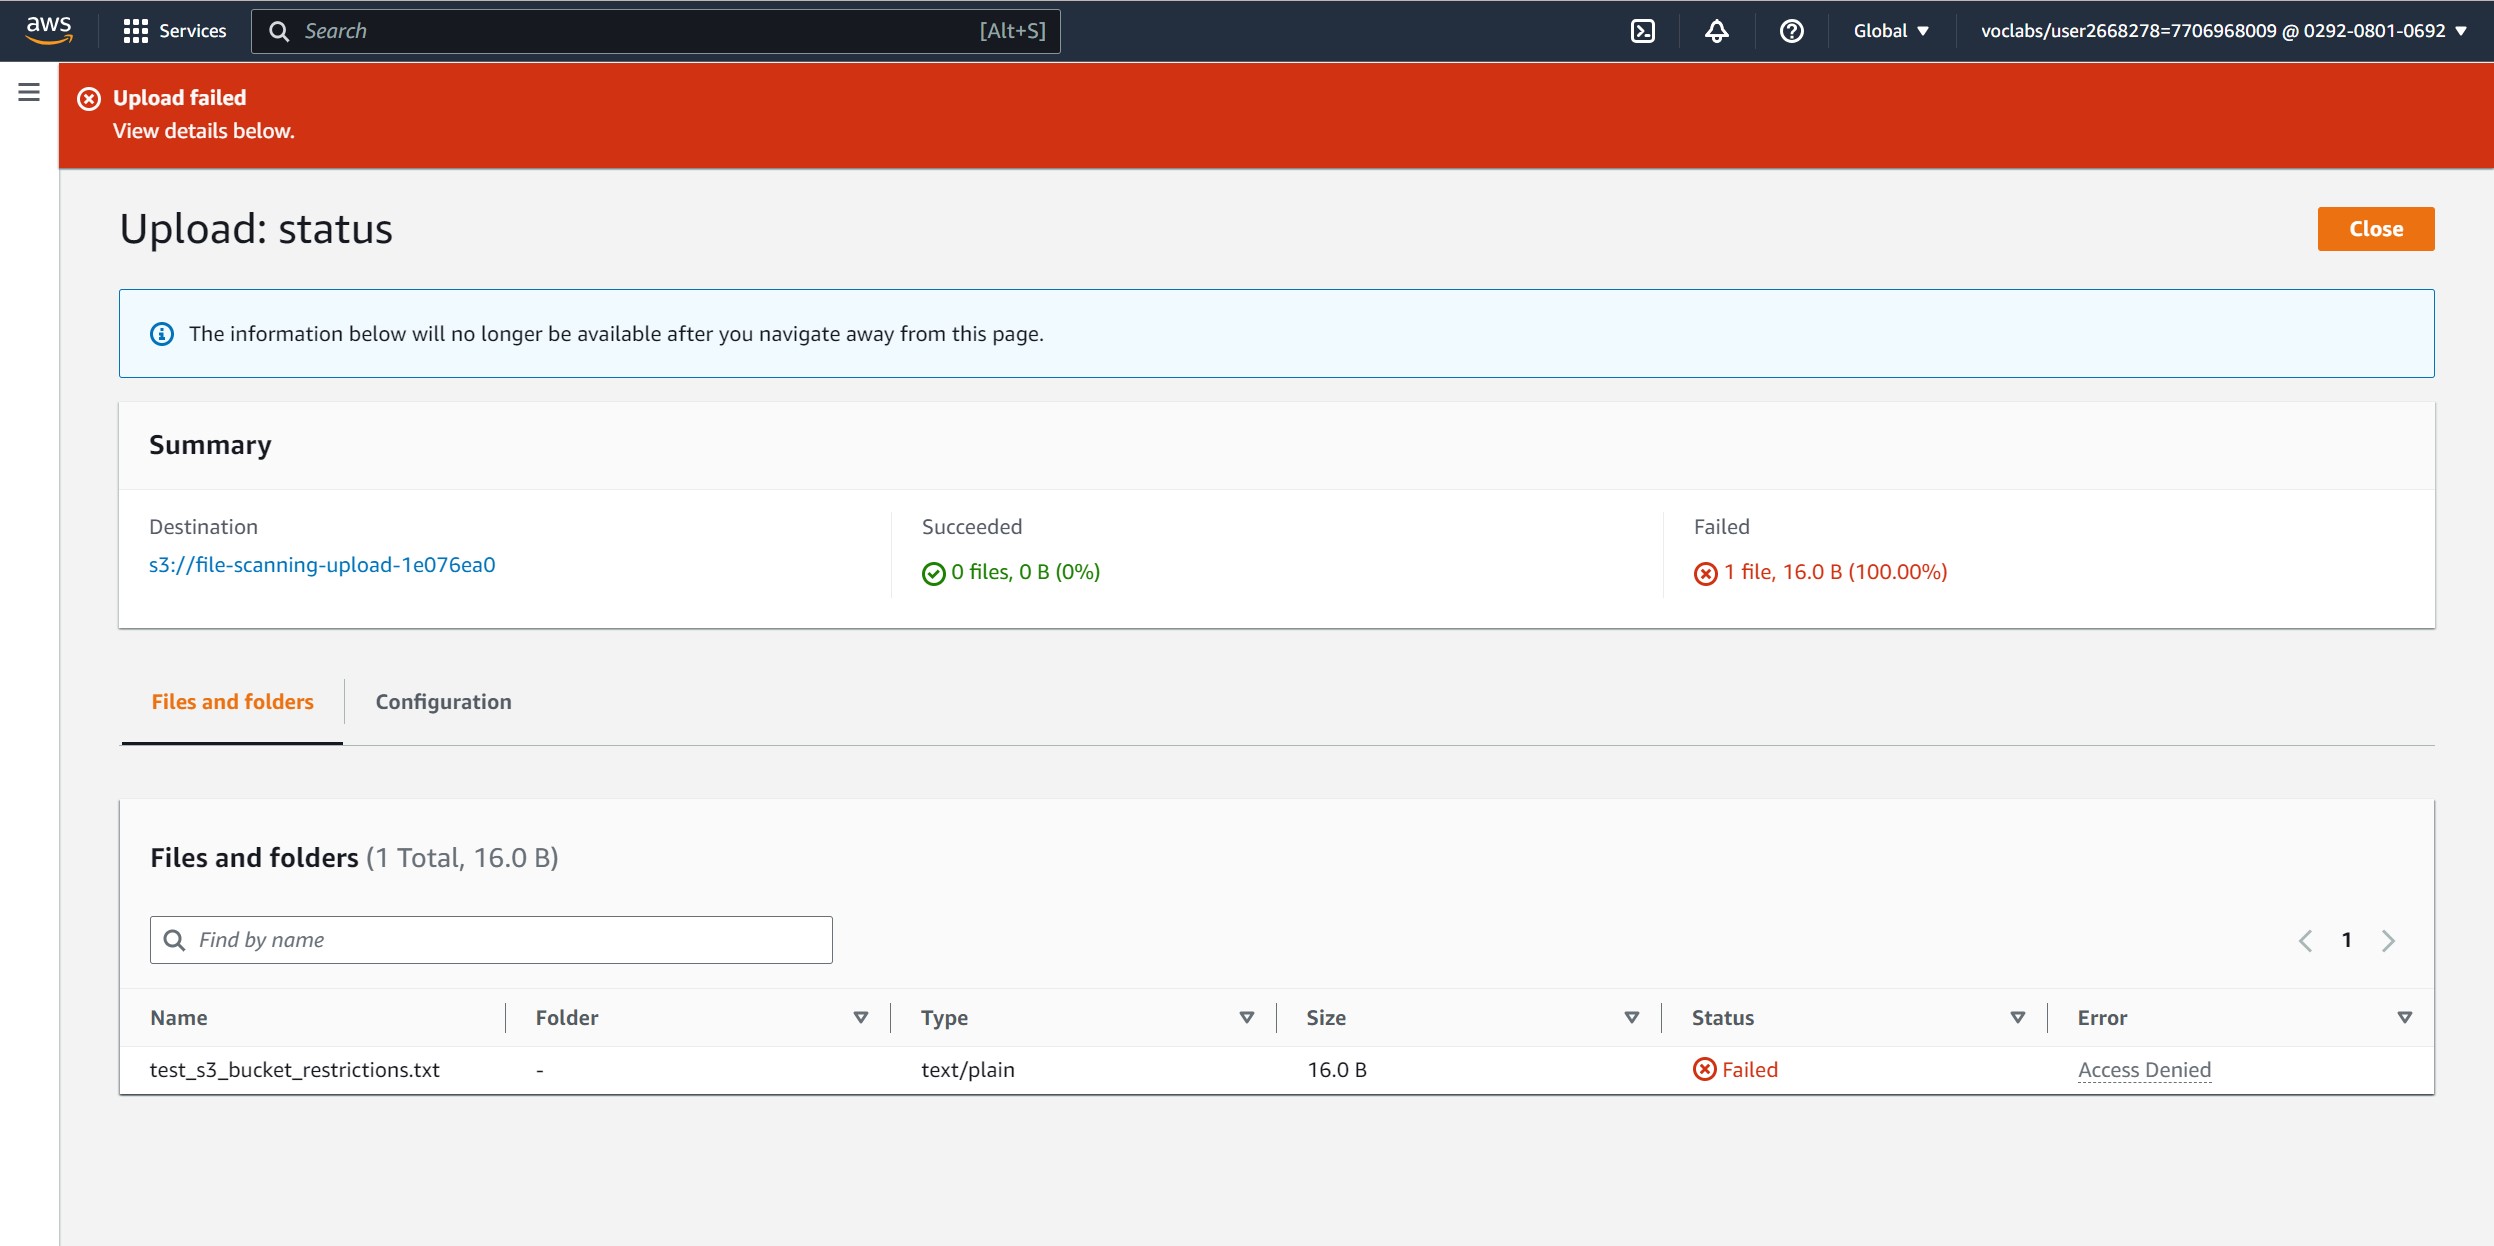 aws
Services
Search
[Alt+S]
Global
voclabs/user2668278=7706968009 @ 0292-0801-0692
Upload failed
View details below.
Upload: status
Close
The information below will no longer be available after you navigate away from this page.
Summary
Destination
s3://file-scanning-upload-1e076ea0
Succeeded
0 files, 0 B (0%)
Failed
1 file, 16.0 B (100.00%)
Files and folders
Configuration
Files and folders (1 Total, 16.0 B)
Find by name
1
Name Folder Type Size Status Error
test_s3_bucket_restrictions.txt - text/plain 16.0 B Failed Access Denied